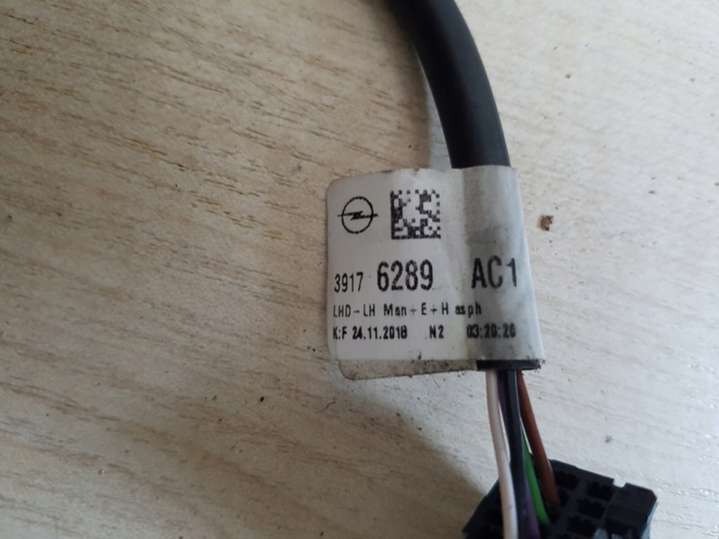 3917 6289 AC1
LHD-LH Man+E+H asph
K:F 24.11.2018 N2 03:20:26